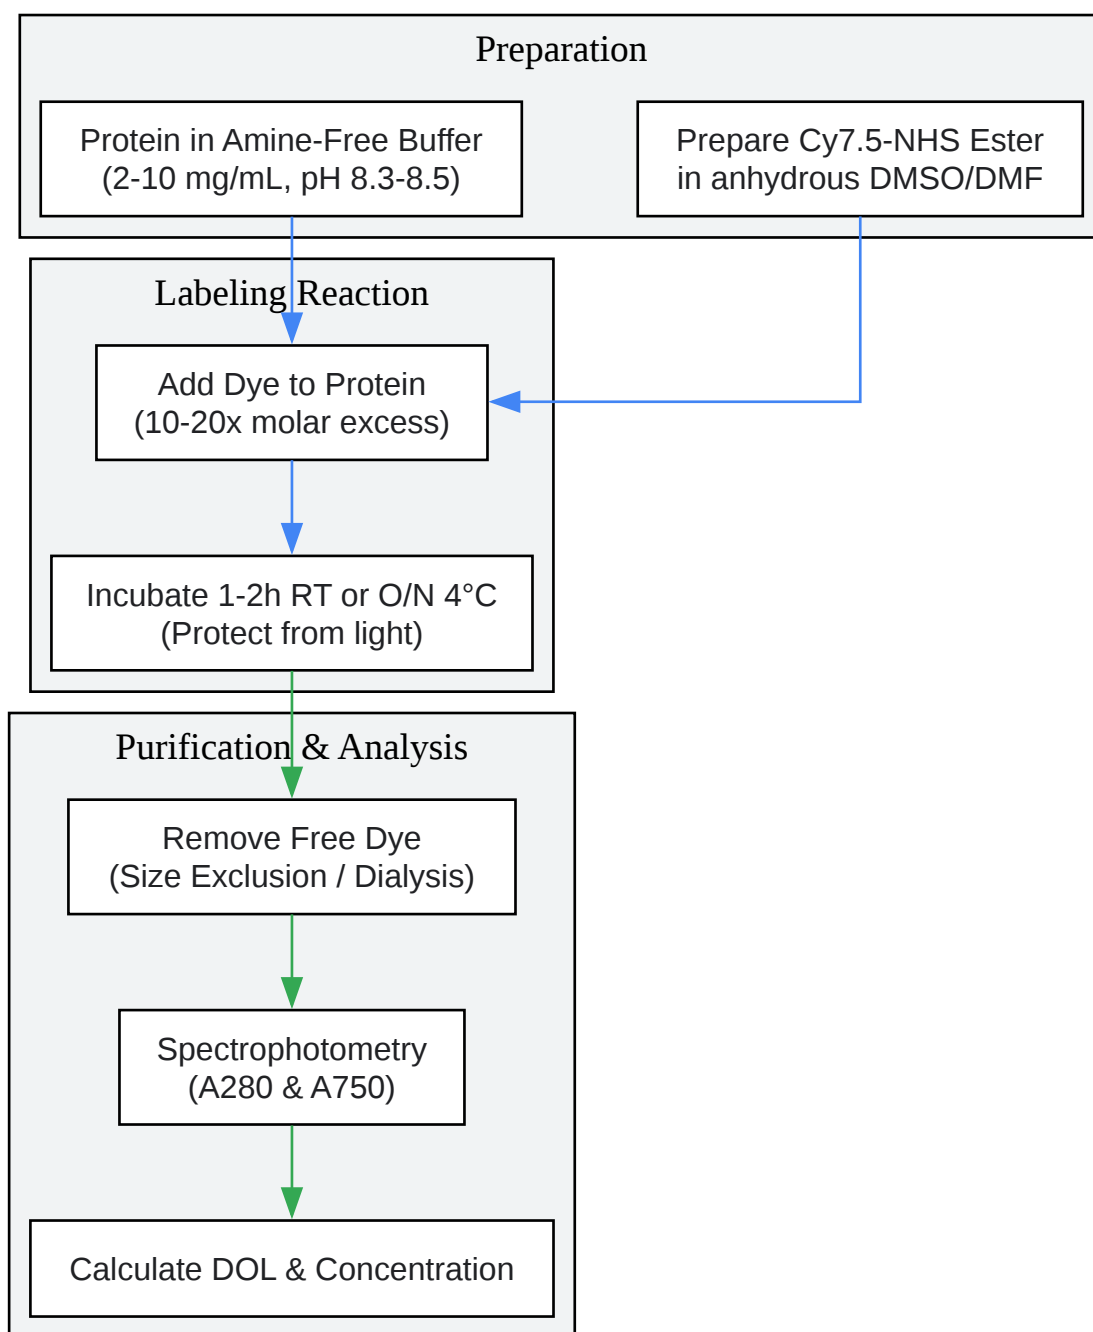 Preparation
Protein in Amine-Free Buffer
(2-10 mg/mL, pH 8.3-8.5)
Prepare Cy7.5-NHS Ester
in anhydrous DMSO/DMF
Labeling Reaction
Add Dye to Protein
(10-20x molar excess)
Incubate 1-2h RT or O/N 4°C
(Protect from light)
Purification & Analysis
Remove Free Dye
(Size Exclusion / Dialysis)
Spectrophotometry
(A280 & A750)
Calculate DOL & Concentration